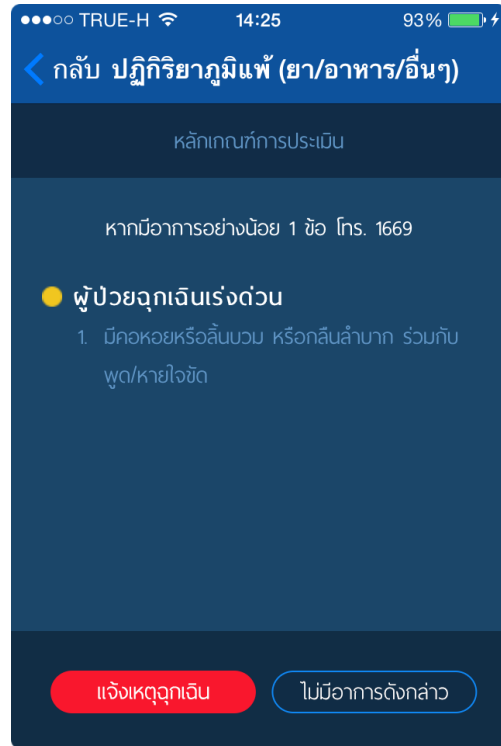 TRUE-H 14:25 93%
กลับ ปฏิกิริยาภูมิแพ้ (ยา/อาหาร/อื่นๆ)
หลักเกณฑ์การประเมิน
หากมีอาการอย่างน้อย 1 ข้อ โทร. 1669
ผู้ป่วยฉุกเฉินเร่งด่วน
1. มีคอหอยหรือลิ้นบวม หรือกลืนลำบาก ร่วมกับ
พูด/หายใจขัด
แจ้งเหตุฉุกเฉิน ไม่มีอาการดังกล่าว